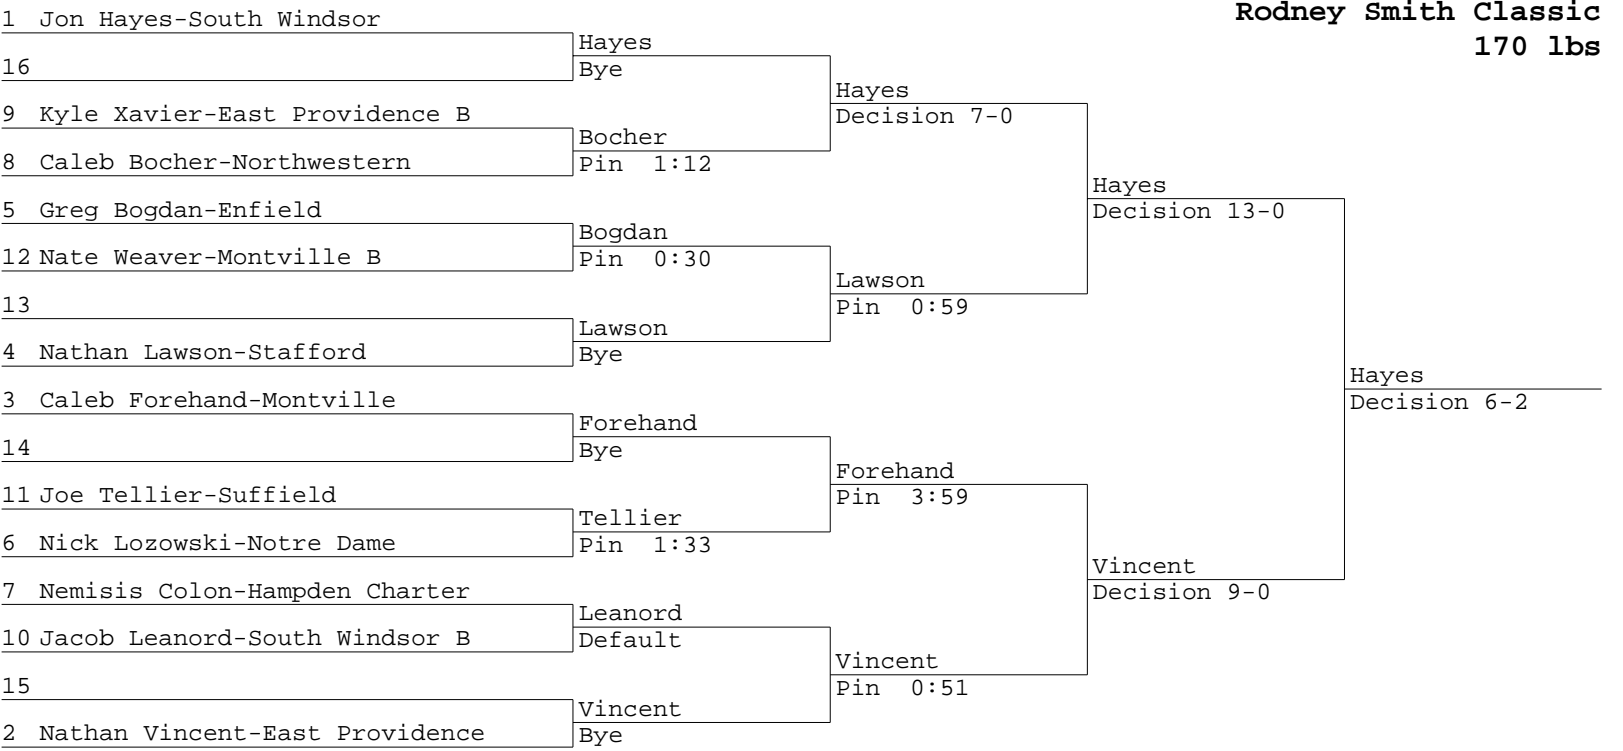 Rodney Smith Classic
170 lbs
1 Jon Hayes-South Windsor
16
9 Kyle Xavier-East Providence B
8 Caleb Bocher-Northwestern
5 Greg Bogdan-Enfield
12 Nate Weaver-Montville B
13
4 Nathan Lawson-Stafford
3 Caleb Forehand-Montville
14
11 Joe Tellier-Suffield
6 Nick Lozowski-Notre Dame
7 Nemisis Colon-Hampden Charter
10 Jacob Leanord-South Windsor B
15
2 Nathan Vincent-East Providence
Hayes
Bye
Bocher
Pin 1:12
Bogdan
Pin 0:30
Lawson
Bye
Forehand
Bye
Tellier
Pin 1:33
Leanord
Default
Vincent
Bye
Hayes
Decision 7-0
Lawson
Pin 0:59
Forehand
Pin 3:59
Vincent
Pin 0:51
Hayes
Decision 13-0
Vincent
Decision 9-0
Hayes
Decision 6-2